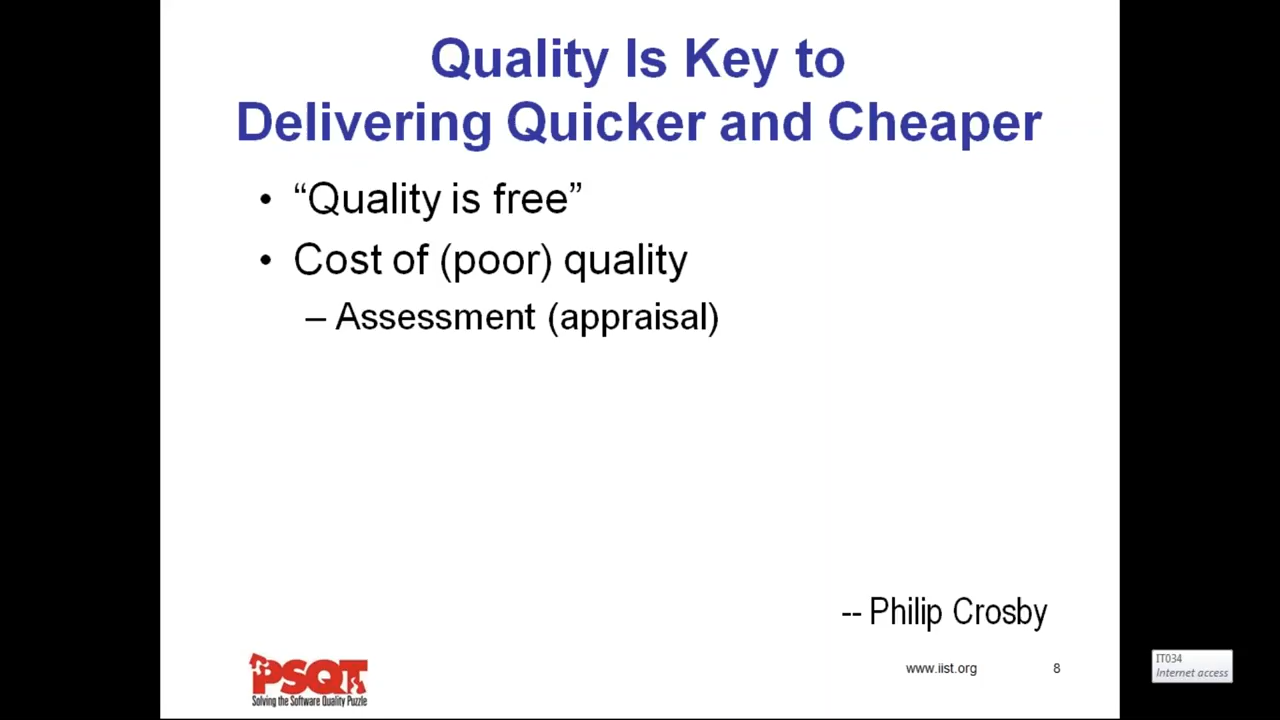 Quality Is Key to
Delivering Quicker and Cheaper
• “Quality is free”
• Cost of (poor) quality
– Assessment (appraisal)
-- Philip Crosby
PSQT
Solving the Software Quality Puzzle
www.iist.org
8
IT034
Internet access